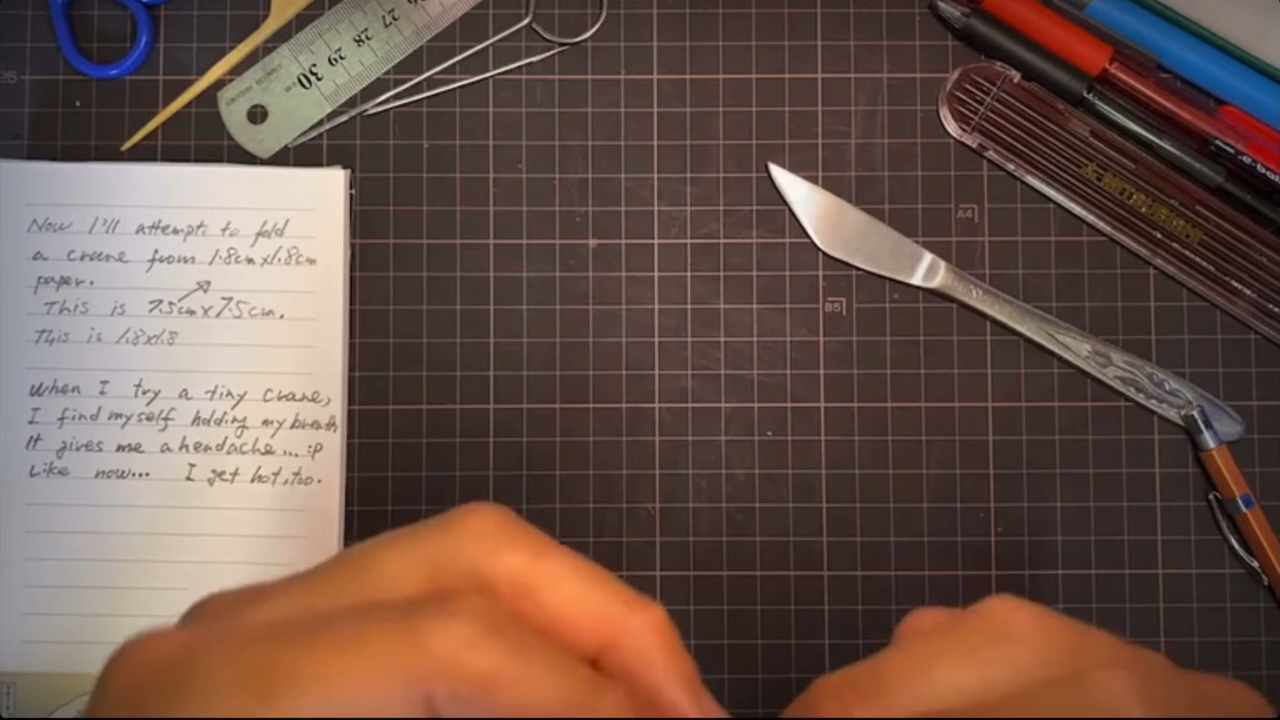 Now I'll attempt to fold
a crane from 1.8cm x 1.8cm
paper.
This is 7.5cm x 7.5cm.
This is 1.8x1.8
When I try a tiny crane,
I find myself holding my breath
It gives me a headache... :P
Like now... I get hot, too.
30 29 28 27
A4
B5
MITSUBISHI